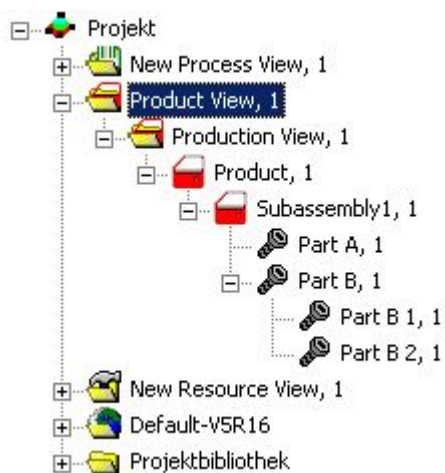 Projekt
New Process View, 1
Product View, 1
Production View, 1
Product, 1
Subassembly1, 1
Part A, 1
Part B, 1
Part B 1, 1
Part B 2, 1
New Resource View, 1
Default-V5R16
Projektbibliothek